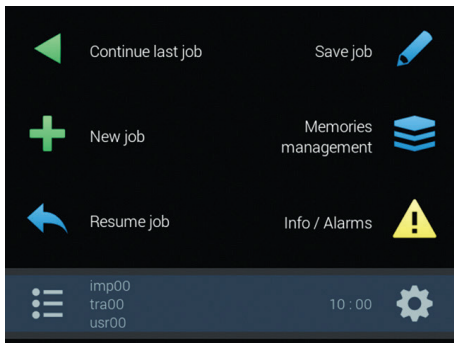 Continue last job
Save job
New job
Memories
management
Resume job
Info / Alarms
imp00
tra00
usr00
10 : 00